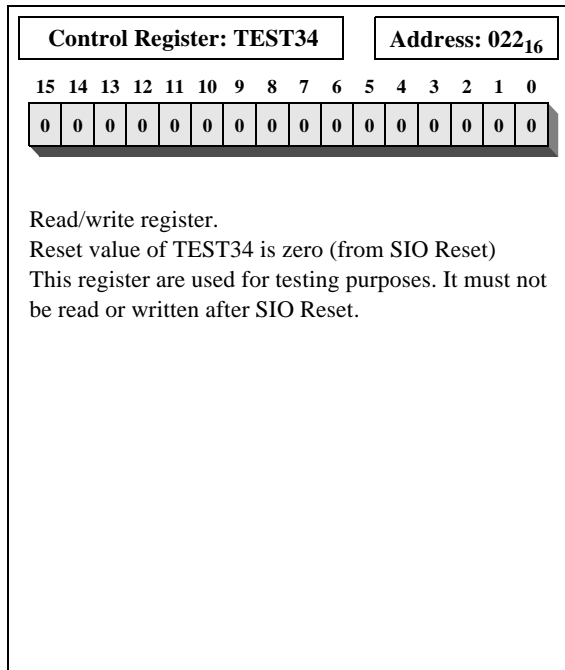 Control Register: TEST34 Address: 022₁₆
15 14 13 12 11 10 9 8 7 6 5 4 3 2 1 0
0 0 0 0 0 0 0 0 0 0 0 0 0 0 0 0
Read/write register.
Reset value of TEST34 is zero (from SIO Reset)
This register are used for testing purposes. It must not
be read or written after SIO Reset.